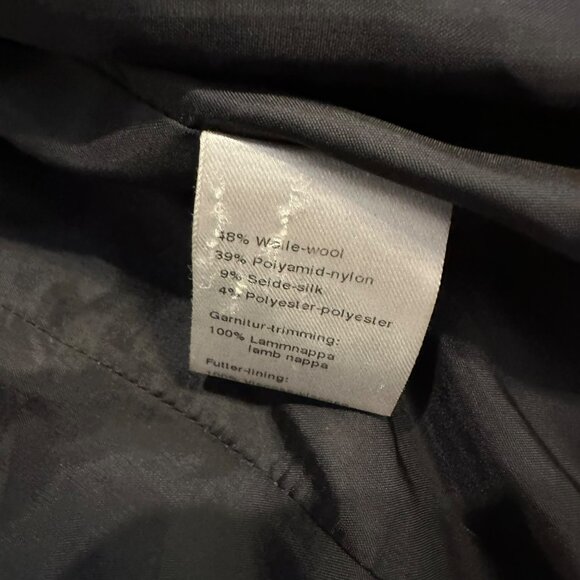 48% Wolle-wool
39% Polyamid-nylon
9% Seide-silk
4% Polyester-polyester
Garnitur-trimming:
100% Lammnappa
lamb nappa
Futter-lining:
100%